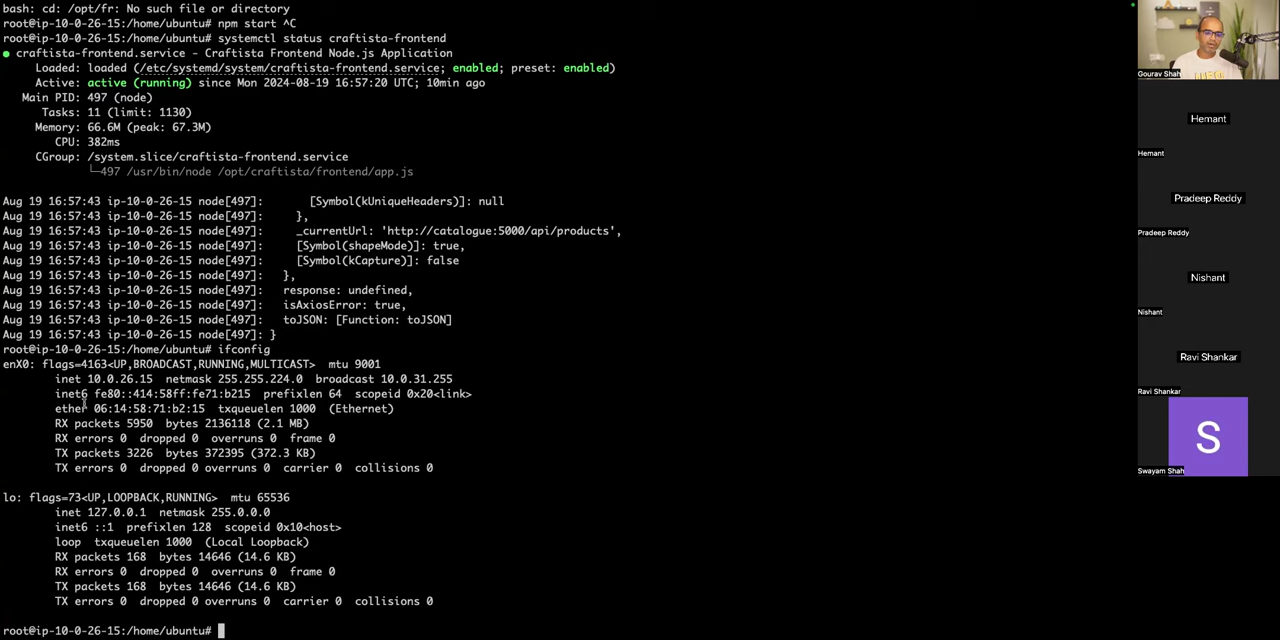 bash: cd: /opt/fr: No such file or directory
root@ip-10-0-26-15:/home/ubuntu# npm start ^C
root@ip-10-0-26-15:/home/ubuntu# systemctl status craftista-frontend
● craftista-frontend.service - Craftista Frontend Node.js Application
Loaded: loaded (/etc/systemd/system/craftista-frontend.service; enabled; preset: enabled)
Active: active (running) since Mon 2024-08-19 16:57:20 UTC; 10min ago
Main PID: 497 (node)
Tasks: 11 (limit: 1130)
Memory: 66.6M (peak: 67.3M)
CPU: 382ms
CGroup: /system.slice/craftista-frontend.service
└─497 /usr/bin/node /opt/craftista/frontend/app.js
Aug 19 16:57:43 ip-10-0-26-15 node[497]: [Symbol(kUniqueHeaders)]: null
Aug 19 16:57:43 ip-10-0-26-15 node[497]: },
Aug 19 16:57:43 ip-10-0-26-15 node[497]: _currentUrl: 'http://catalogue:5000/api/products',
Aug 19 16:57:43 ip-10-0-26-15 node[497]: [Symbol(shapeMode)]: true,
Aug 19 16:57:43 ip-10-0-26-15 node[497]: [Symbol(kCapture)]: false
Aug 19 16:57:43 ip-10-0-26-15 node[497]: },
Aug 19 16:57:43 ip-10-0-26-15 node[497]: response: undefined,
Aug 19 16:57:43 ip-10-0-26-15 node[497]: isAxiosError: true,
Aug 19 16:57:43 ip-10-0-26-15 node[497]: toJSON: [Function: toJSON]
Aug 19 16:57:43 ip-10-0-26-15 node[497]: }
root@ip-10-0-26-15:/home/ubuntu# ifconfig
enX0: flags=4163<UP,BROADCAST,RUNNING,MULTICAST> mtu 9001
inet 10.0.26.15 netmask 255.255.224.0 broadcast 10.0.31.255
inet6 fe80::414:58ff:fe71:b215 prefixlen 64 scopeid 0x20<link>
ether 06:14:58:71:b2:15 txqueuelen 1000 (Ethernet)
RX packets 5950 bytes 2136118 (2.1 MB)
RX errors 0 dropped 0 overruns 0 frame 0
TX packets 3226 bytes 372395 (372.3 KB)
TX errors 0 dropped 0 overruns 0 carrier 0 collisions 0
lo: flags=73<UP,LOOPBACK,RUNNING> mtu 65536
inet 127.0.0.1 netmask 255.0.0.0
inet6 ::1 prefixlen 128 scopeid 0x10<host>
loop txqueuelen 1000 (Local Loopback)
RX packets 168 bytes 14646 (14.6 KB)
RX errors 0 dropped 0 overruns 0 frame 0
TX packets 168 bytes 14646 (14.6 KB)
TX errors 0 dropped 0 overruns 0 carrier 0 collisions 0
root@ip-10-0-26-15:/home/ubuntu#
Gourav Shah
Hemant
Hemant
Pradeep Reddy
Pradeep Reddy
Nishant
Nishant
Ravi Shankar
Ravi Shankar
S
Swayam Shah